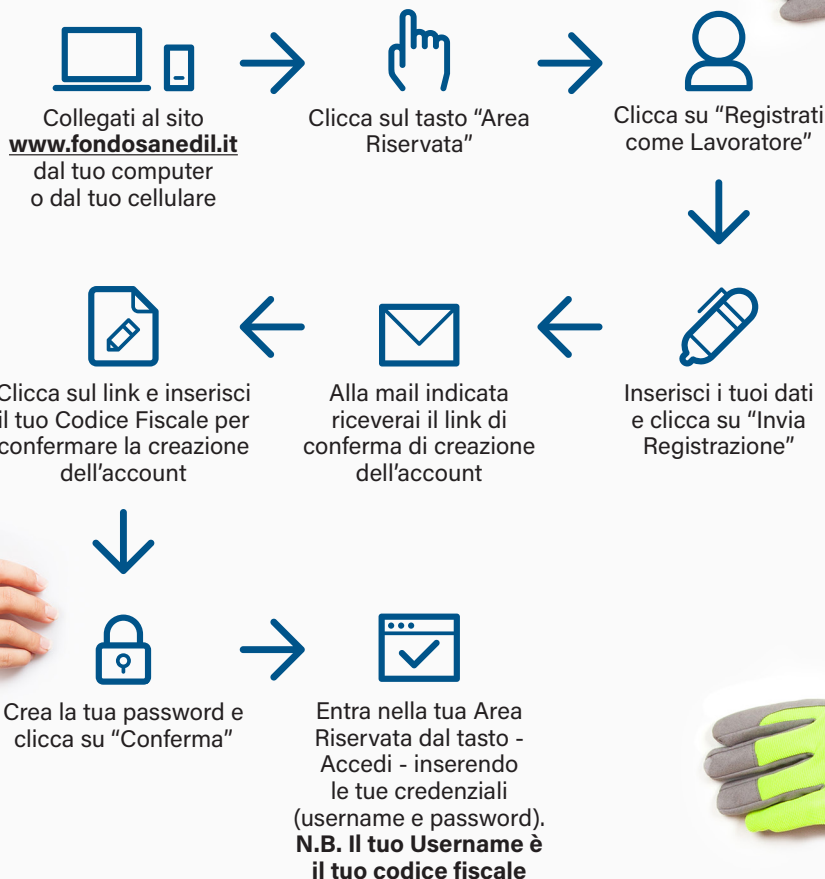 Collegati al sito
www.fondosanedil.it
dal tuo computer
o dal tuo cellulare
Clicca sul tasto “Area
Riservata”
Clicca su “Registrati
come Lavoratore”
Inserisci i tuoi dati
e clicca su “Invia
Registrazione”
Alla mail indicata
riceverai il link di
conferma di creazione
dell’account
Clicca sul link e inserisci
il tuo Codice Fiscale per
confermare la creazione
dell’account
Crea la tua password e
clicca su “Conferma”
Entra nella tua Area
Riservata dal tasto -
Accedi - inserendo
le tue credenziali
(username e password).
N.B. Il tuo Username è
il tuo codice fiscale